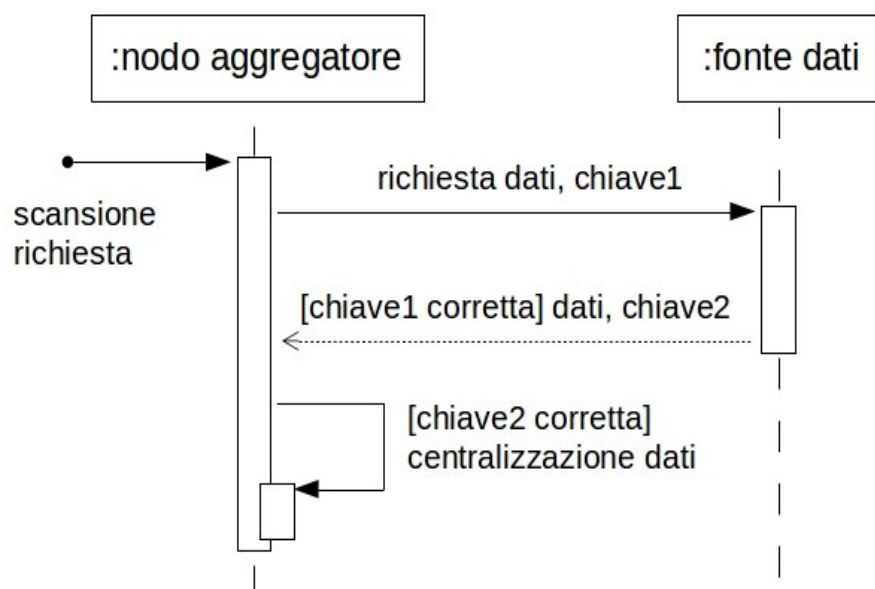 :nodo aggregatore
:fonte dati
scansione
richiesta
richiesta dati, chiave1
[chiave1 corretta] dati, chiave2
[chiave2 corretta]
centralizzazione dati